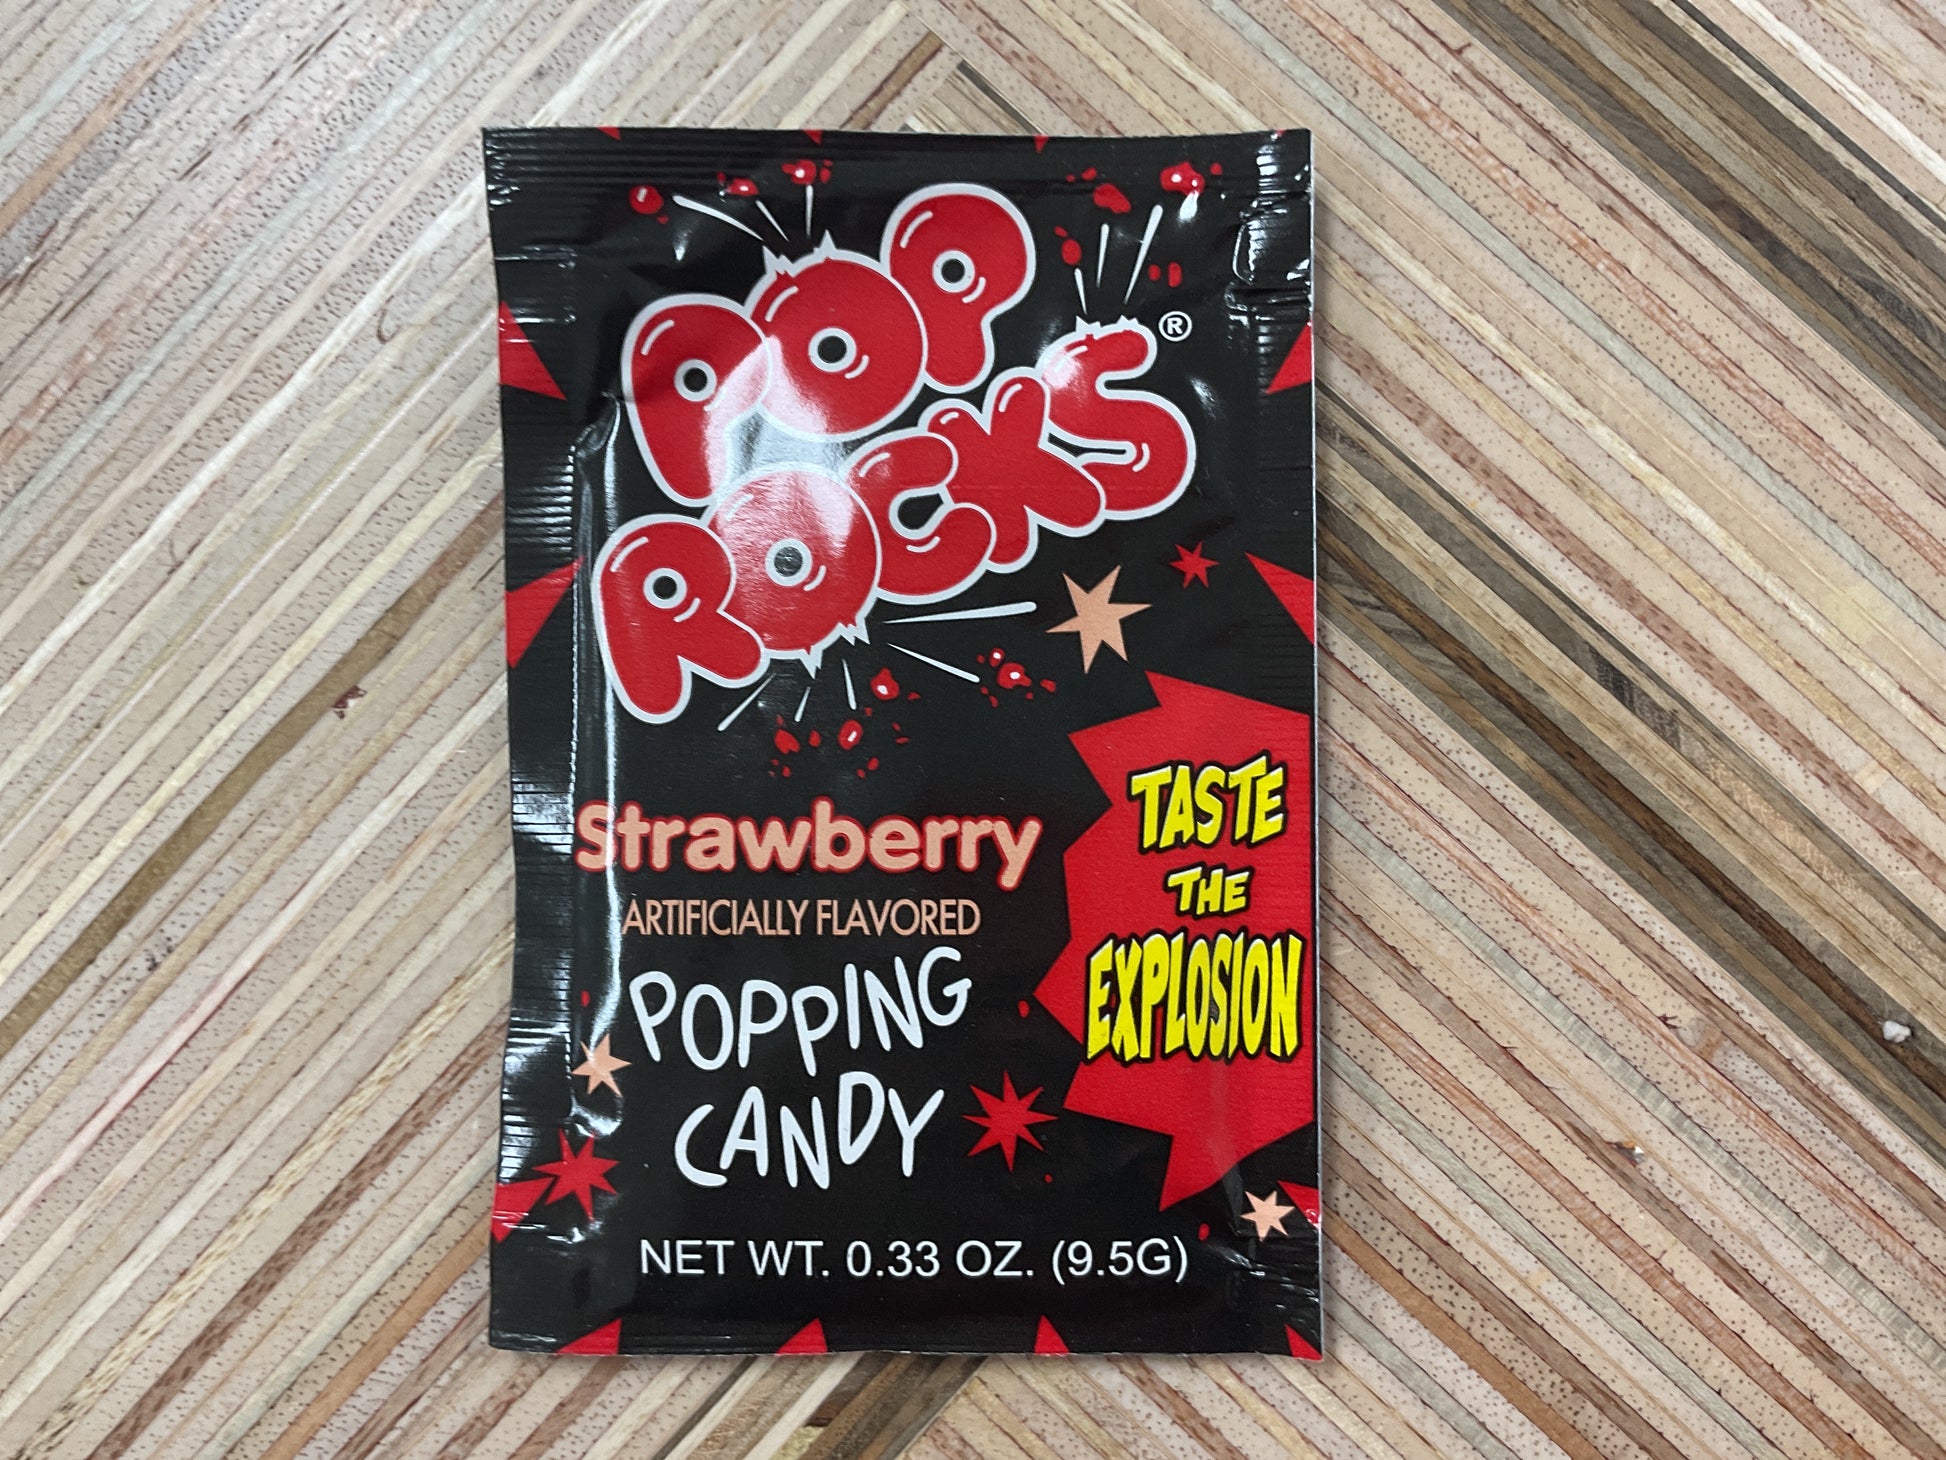 POP
ROCKS®
Strawberry
ARTIFICIALLY FLAVORED
POPPING
CANDY
TASTE
THE
EXPLOSION
NET WT. 0.33 OZ. (9.5G)